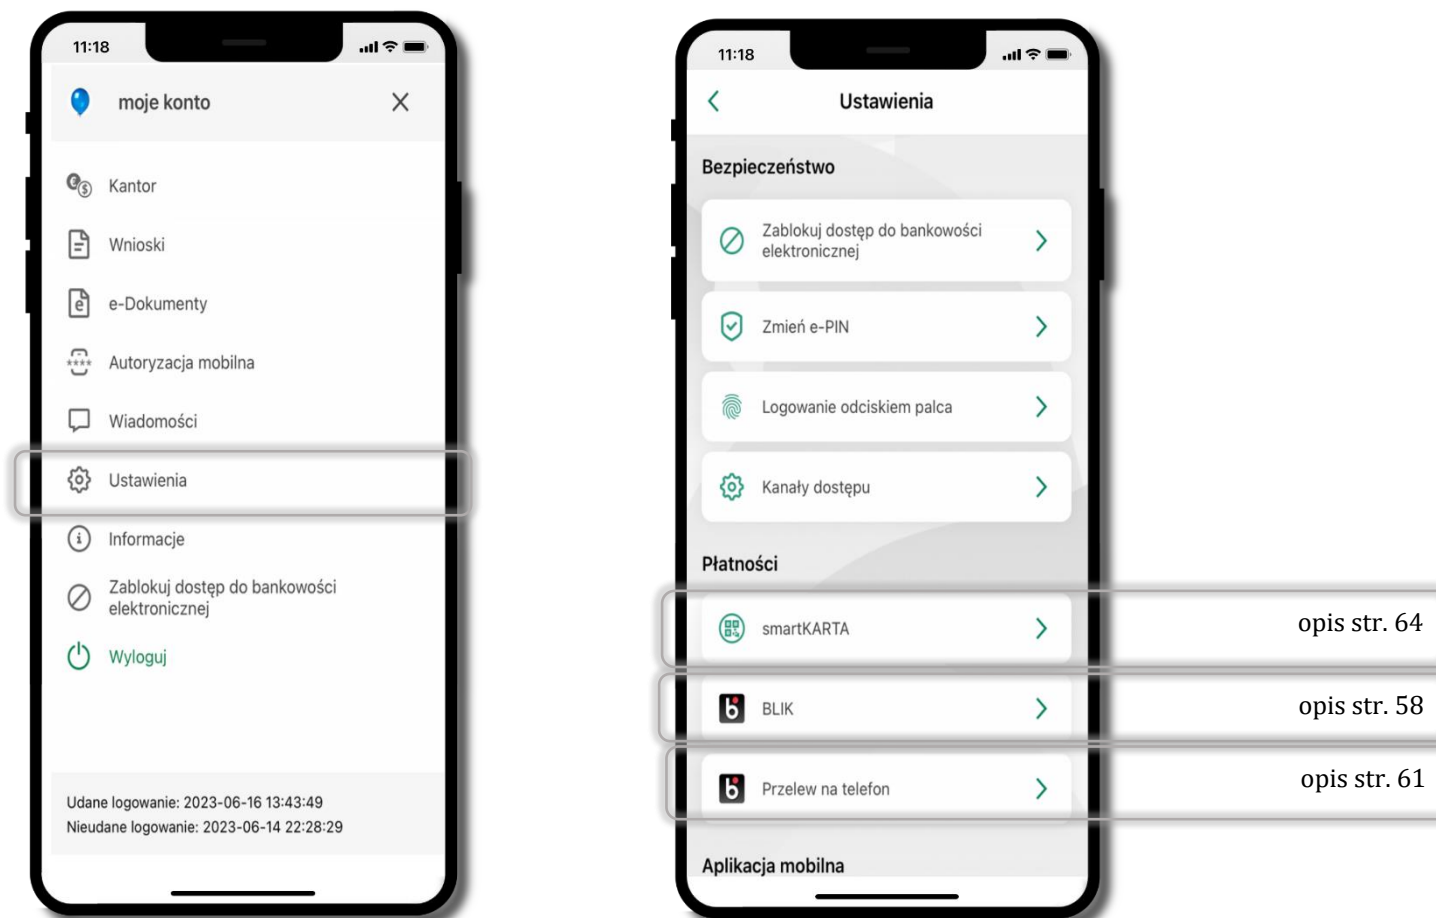 11:18
moje konto
Kantor
Wnioski
e-Dokumenty
Autoryzacja mobilna
Wiadomości
Ustawienia
Informacje
Zablokuj dostęp do bankowości
elektronicznej
Wyloguj
Udane logowanie: 2023-06-16 13:43:49
Nieudane logowanie: 2023-06-14 22:28:29
11:18
Ustawienia
Bezpieczeństwo
Zablokuj dostęp do bankowości
elektronicznej
Zmień e-PIN
Logowanie odciskiem palca
Kanały dostępu
Płatności
smartKARTA
opis str. 64
BLIK
opis str. 58
Przelew na telefon
opis str. 61
Aplikacja mobilna